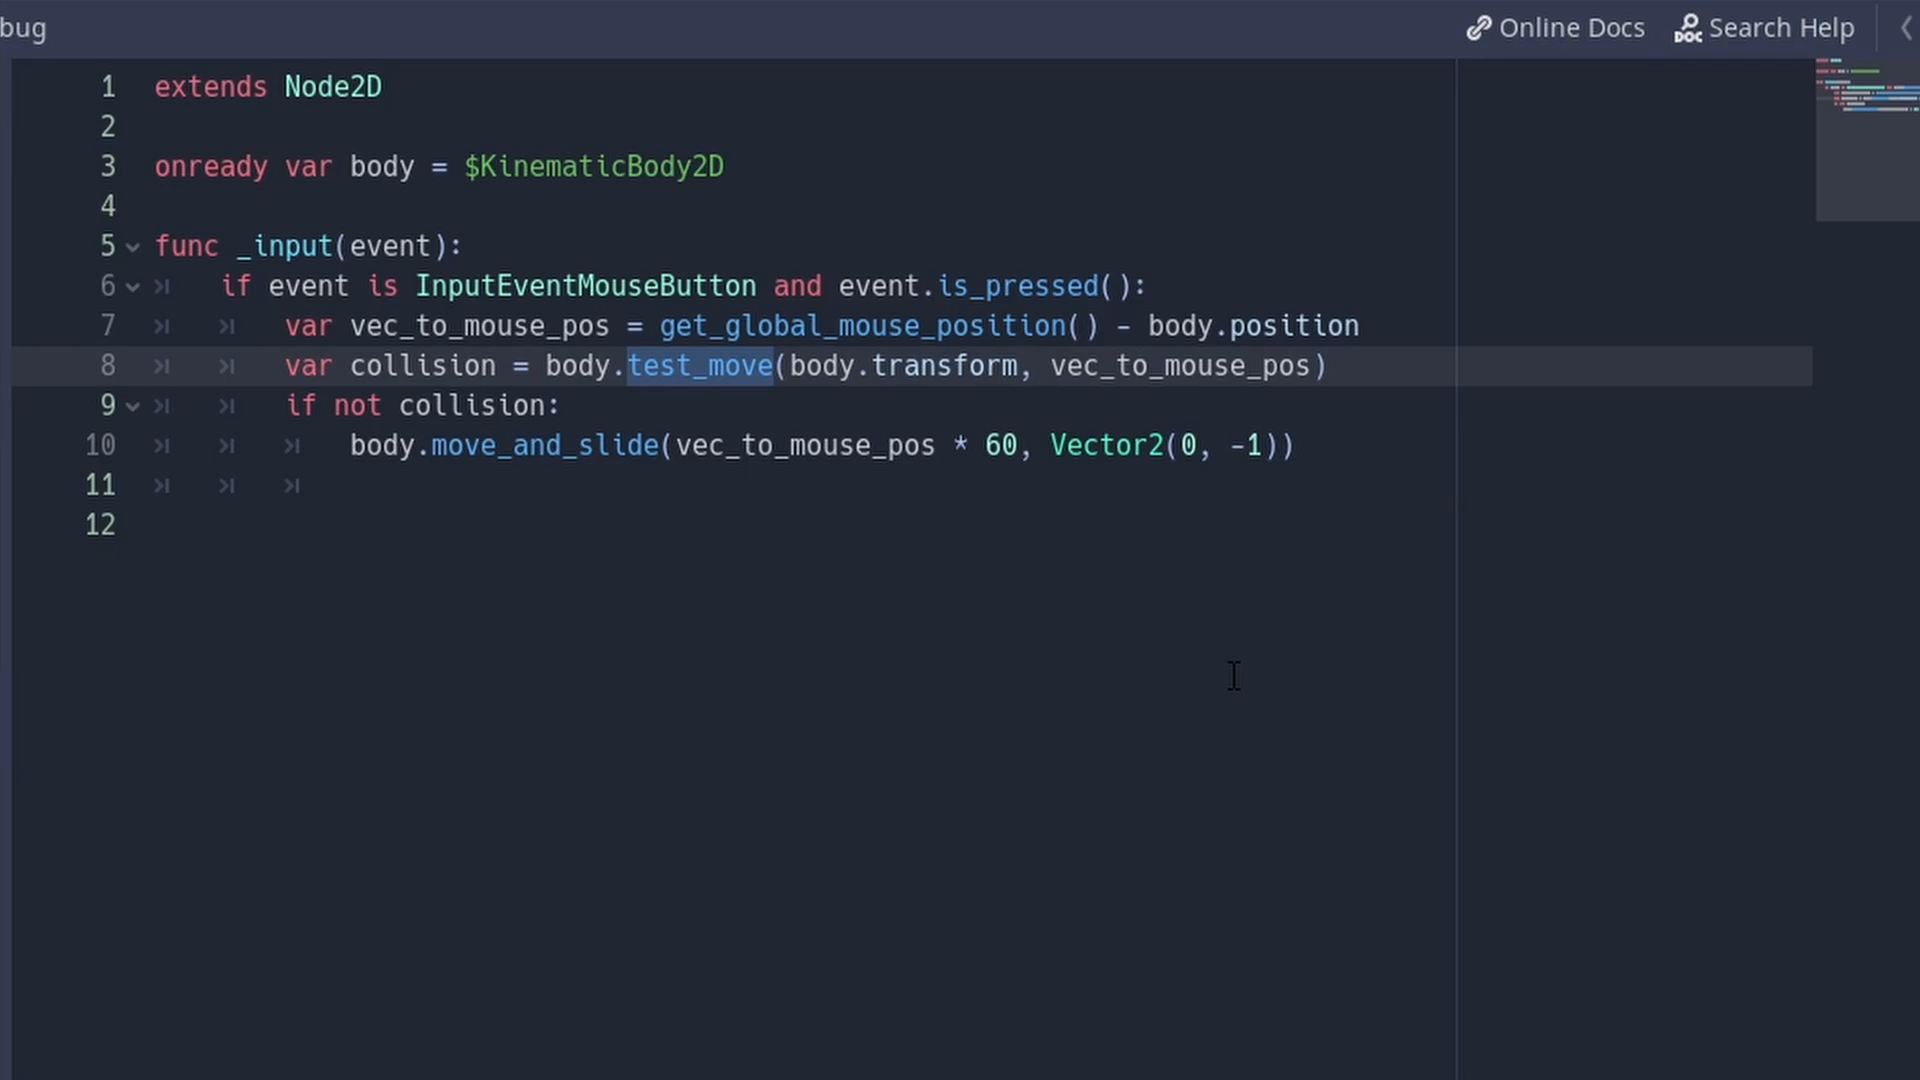 bug
Online Docs
Search Help
1 extends Node2D
2
3 onready var body = $KinematicBody2D
4
5 func _input(event):
6 if event is InputEventMouseButton and event.is_pressed():
7 var vec_to_mouse_pos = get_global_mouse_position() - body.position
8 var collision = body.test_move(body.transform, vec_to_mouse_pos)
9 if not collision:
10 body.move_and_slide(vec_to_mouse_pos * 60, Vector2(0, -1))
11
12